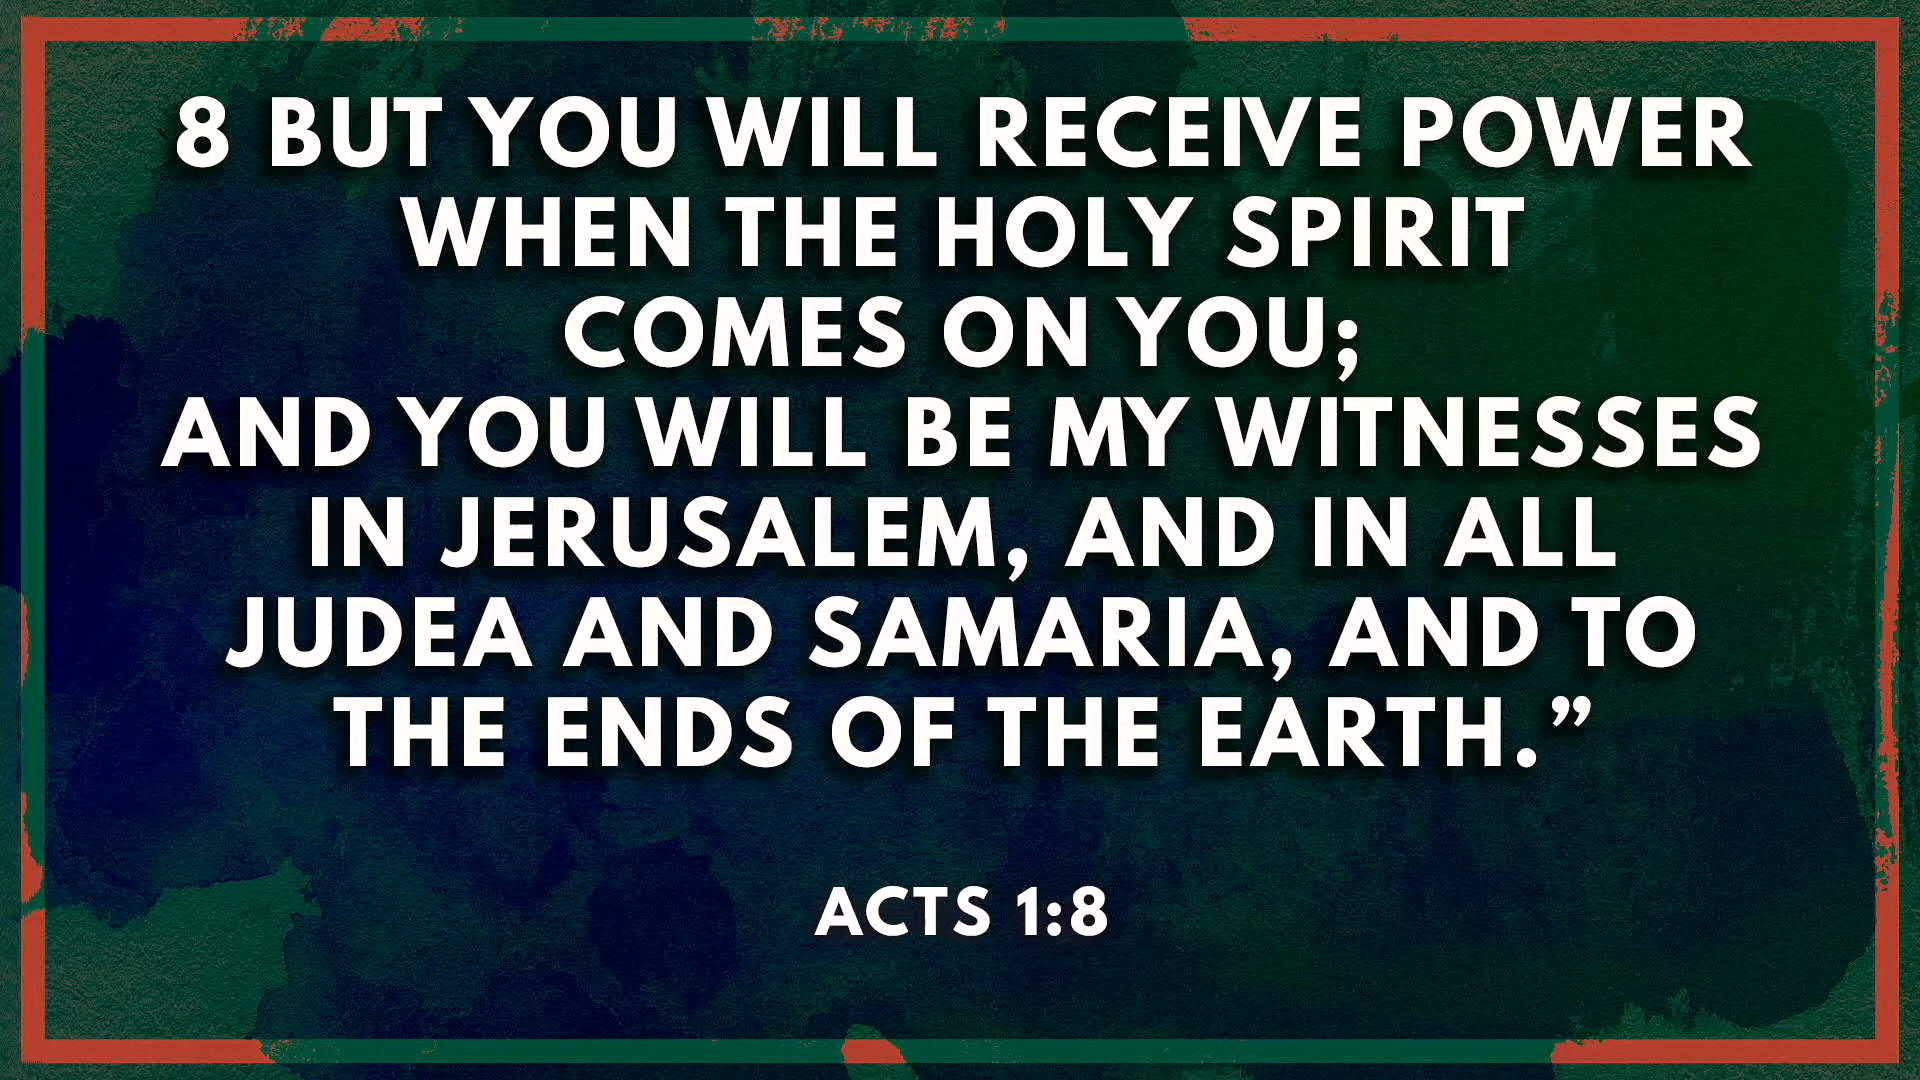 8 BUT YOU WILL RECEIVE POWER
WHEN THE HOLY SPIRIT
COMES ON YOU;
AND YOU WILL BE MY WITNESSES
IN JERUSALEM, AND IN ALL
JUDEA AND SAMARIA, AND TO
THE ENDS OF THE EARTH.”
ACTS 1:8